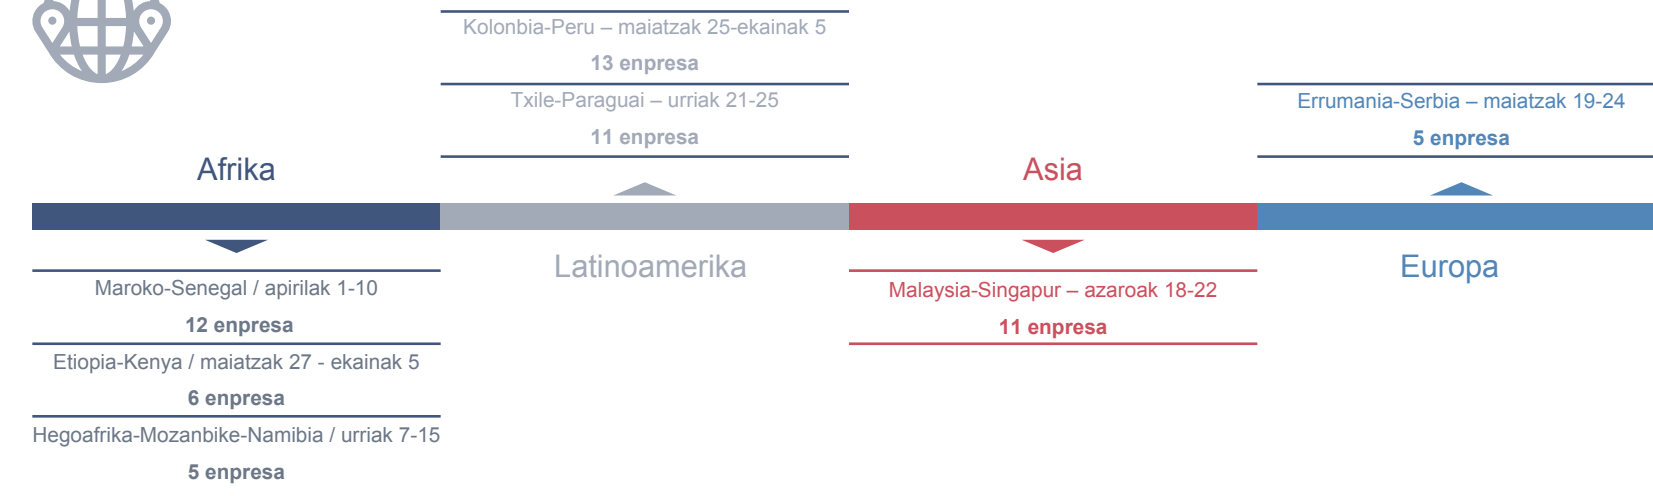 Kolonbia-Peru – maiatzak 25-ekainak 5
13 enpresa
Txile-Paraguai – urriak 21-25
11 enpresa
Errumania-Serbia – maiatzak 19-24
5 enpresa
Afrika
Asia
Latinoamerika
Europa
Maroko-Senegal / apirilak 1-10
12 enpresa
Etiopia-Kenya / maiatzak 27 - ekainak 5
6 enpresa
Hegoafrika-Mozanbike-Namibia / urriak 7-15
5 enpresa
Malaysia-Singapur – azaroak 18-22
11 enpresa